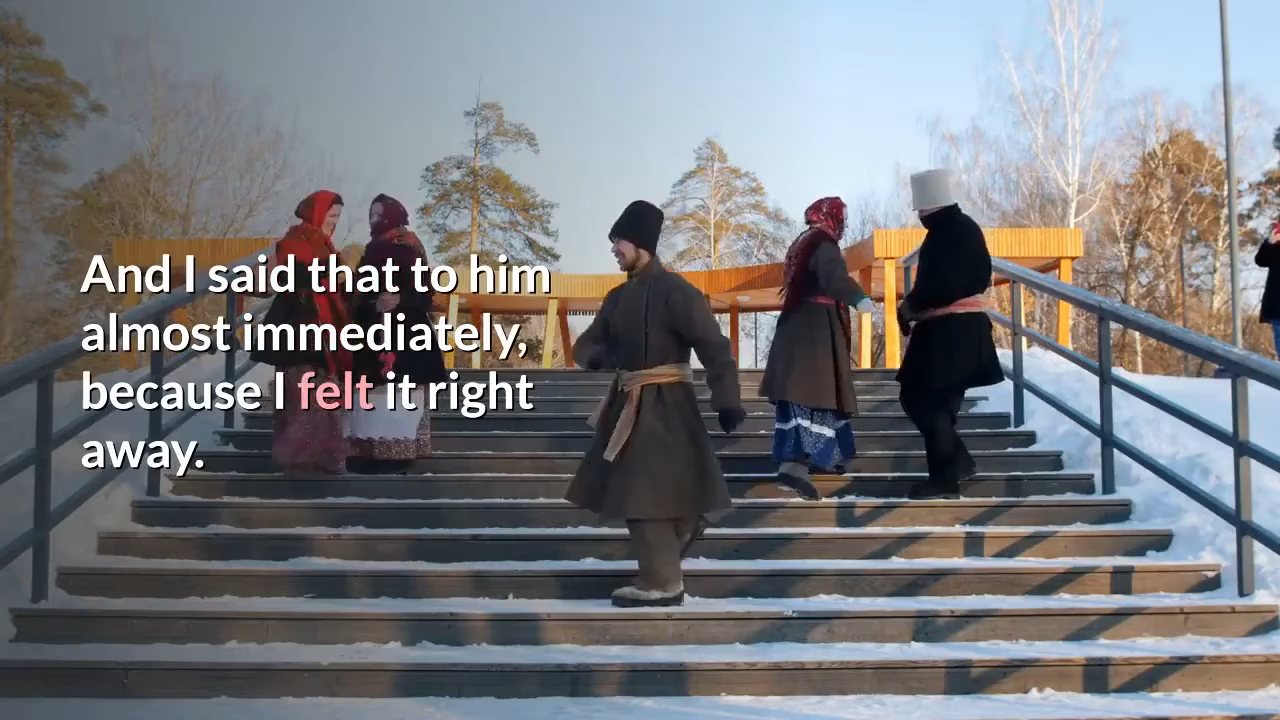 And I said that to him
almost immediately,
because I felt it right
away.